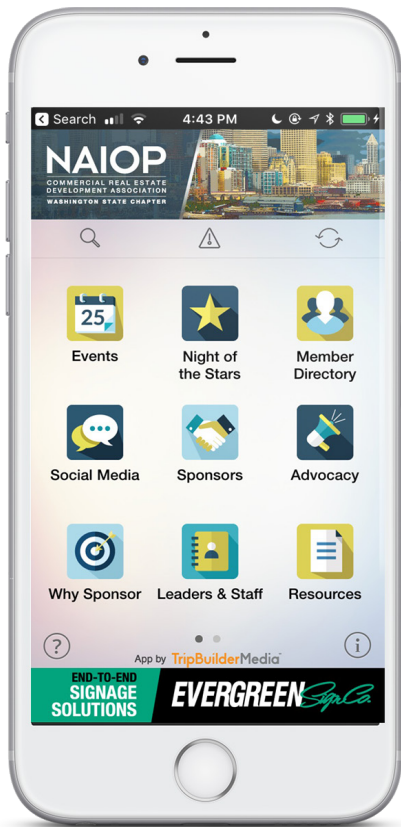 Search
4:43 PM
NAIOP
COMMERCIAL REAL ESTATE
DEVELOPMENT ASSOCIATION
WASHINGTON STATE CHAPTER
25
Events
Night of
the Stars
Member
Directory
Social Media
Sponsors
Advocacy
Why Sponsor
Leaders & Staff
Resources
?
i
App by TripBuilderMedia
END-TO-END
SIGNAGE
SOLUTIONS
EVERGREEN Sign Co.